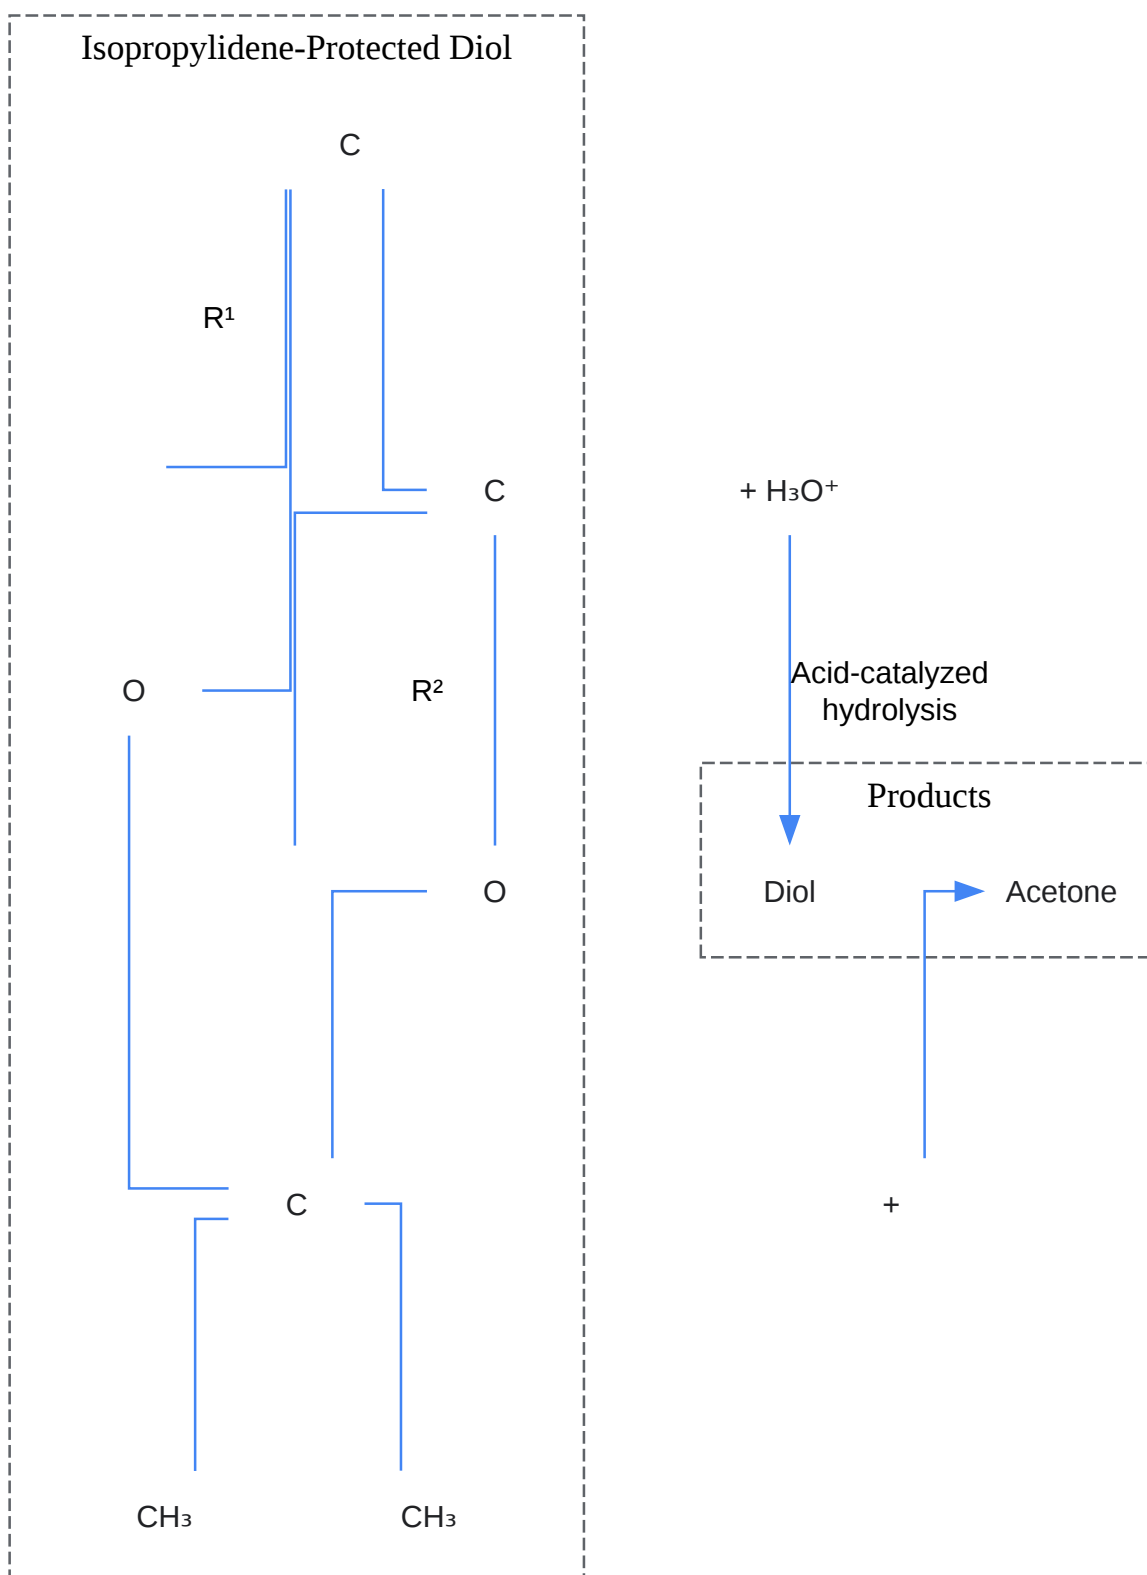 Isopropylidene-Protected Diol
C
R¹
C
+ H₃O⁺
O
R²
Acid-catalyzed
hydrolysis
Products
O
Diol
Acetone
C
+
CH₃
CH₃